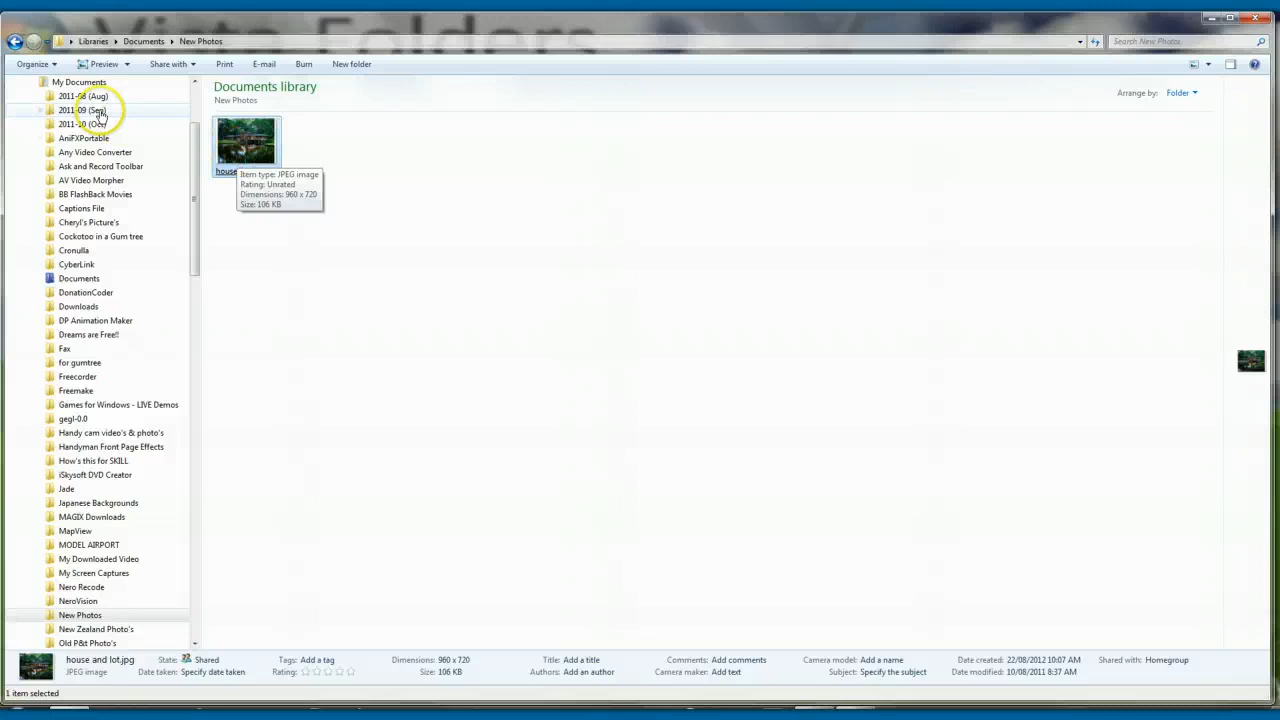 Vista Folders
Libraries Documents New Photos
Search New Photos
Organize Preview Share with Print E-mail Burn New folder
My Documents
2011-08 (Aug)
2011-09 (Sep)
2011-10 (Oct)
AniFXPortable
Any Video Converter
Ask and Record Toolbar
AV Video Morpher
BB FlashBack Movies
Captions File
Cheryl's Picture's
Cockotoo in a Gum tree
Cronulla
CyberLink
Documents
DonationCoder
Downloads
DP Animation Maker
Dreams are Free!!
Fax
for gumtree
Freecorder
Freemake
Games for Windows - LIVE Demos
gegl-0.0
Handy cam video's & photo's
Handyman Front Page Effects
How's this for SKILL
iSkysoft DVD Creator
Jade
Japanese Backgrounds
MAGIX Downloads
MapView
MODEL AIRPORT
My Downloaded Video
My Screen Captures
Nero Recode
NeroVision
New Photos
New Zealand Photo's
Old P&t Photo's
Documents library
New Photos
Arrange by: Folder
house
Item type: JPEG image
Rating: Unrated
Dimensions: 960 x 720
Size: 106 KB
house and lot.jpg State: Shared Tags: Add a tag Dimensions: 960 x 720 Title: Add a title Comments: Add comments Camera model: Add a name Date created: 22/08/2012 10:07 AM Shared with: Homegroup
JPEG image Date taken: Specify date taken Rating: Size: 106 KB Authors: Add an author Camera maker: Add text Subject: Specify the subject Date modified: 10/08/2011 8:37 AM
1 item selected